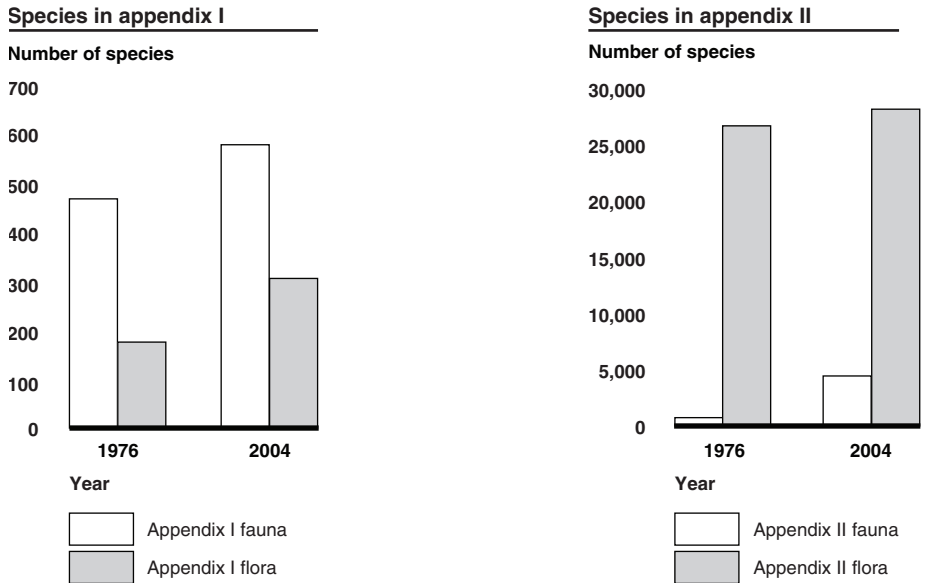 Species in appendix I
Number of species
700
600
500
400
300
200
100
0
1976 2004
Year
Appendix I fauna
Appendix I flora
Species in appendix II
Number of species
30,000
25,000
20,000
15,000
10,000
5,000
0
1976 2004
Year
Appendix II fauna
Appendix II flora